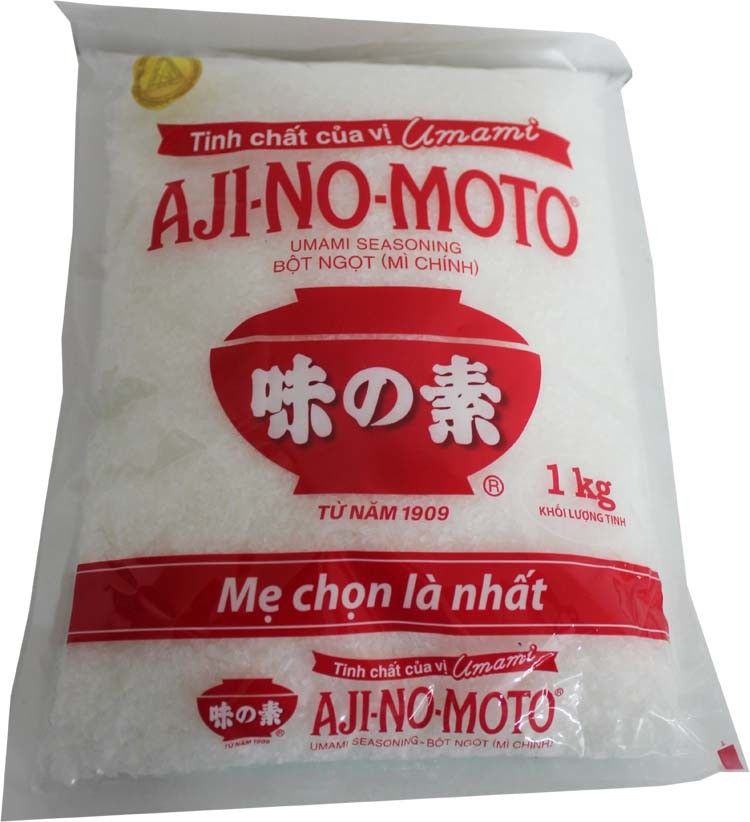 Tinh chất của vị Umami
AJI-NO-MOTO®
UMAMI SEASONING
BỘT NGỌT (MÌ CHÍNH)
味の素
®
1 kg
KHỐI LƯỢNG TỊNH
TỪ NĂM 1909
Mẹ chọn là nhất
Tinh chất của vị Umami
味の素
®
TỪ NĂM 1909
AJI-NO-MOTO®
UMAMI SEASONING - BỘT NGỌT (MÌ CHÍNH)